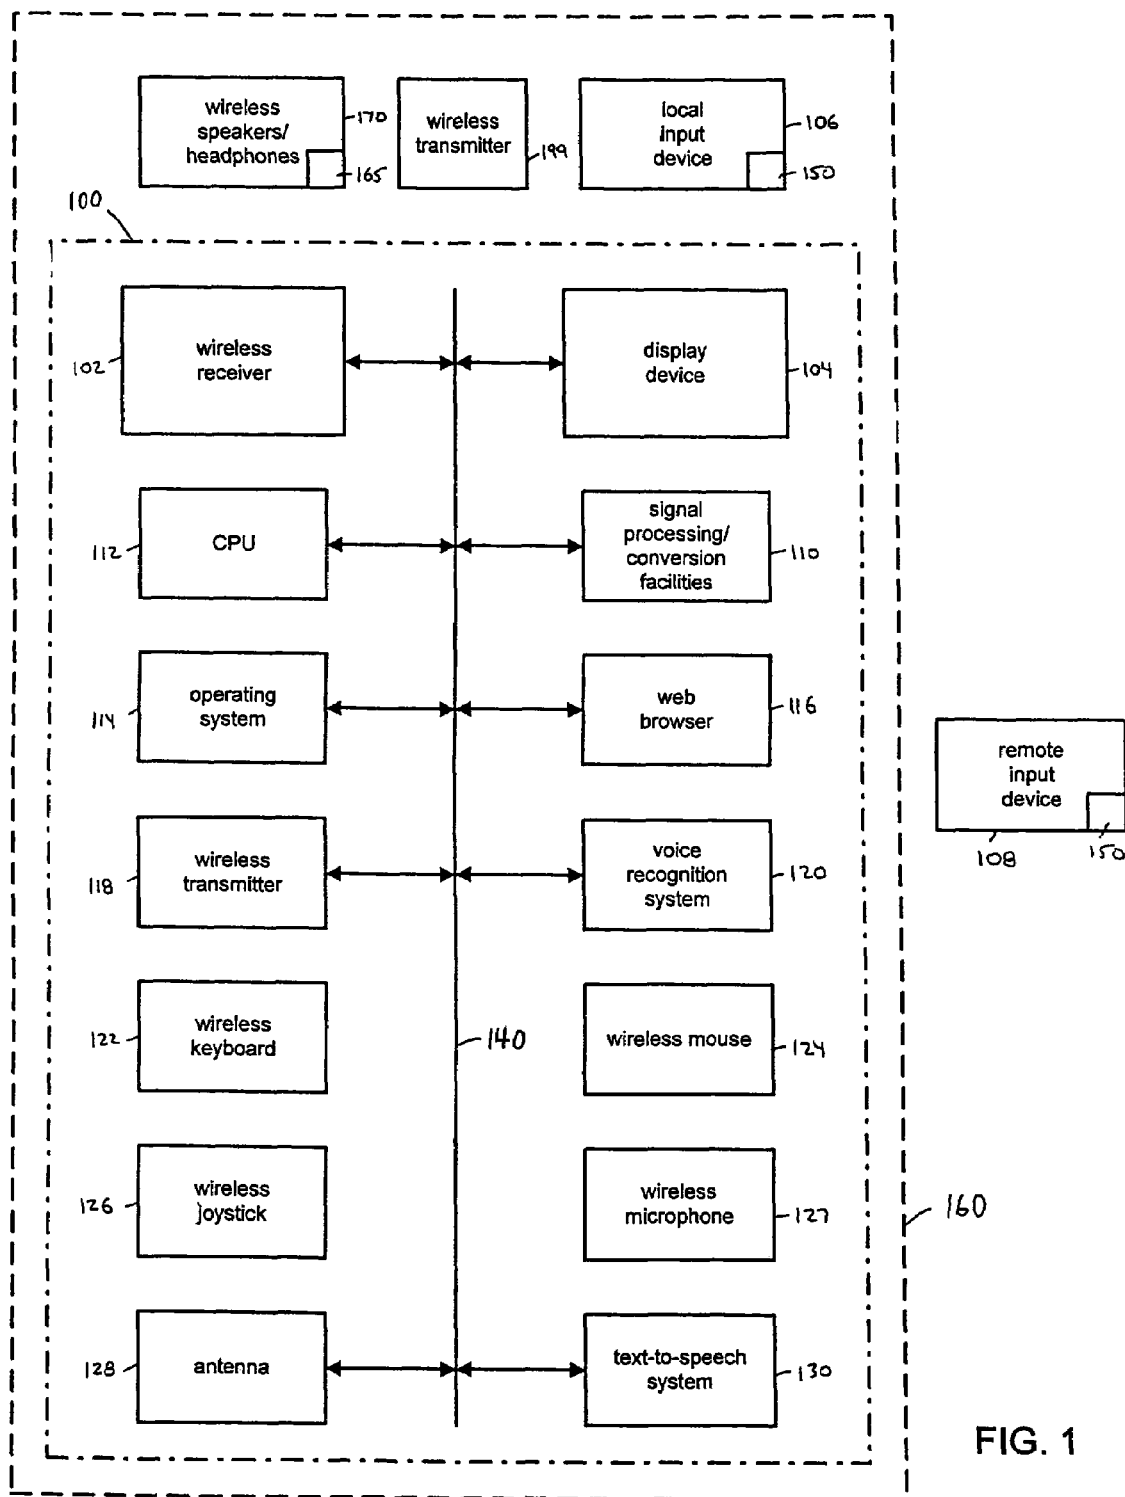 wireless
speakers/
headphones
170
165
wireless
transmitter
199
local
input
device
106
150
100
wireless
receiver
102
display
device
104
CPU
112
signal
processing/
conversion
facilities
110
operating
system
114
web
browser
116
remote
input
device
108
150
wireless
transmitter
118
voice
recognition
system
120
wireless
keyboard
122
140
wireless mouse
124
wireless
joystick
126
wireless
microphone
127
160
antenna
128
text-to-speech
system
130
FIG. 1